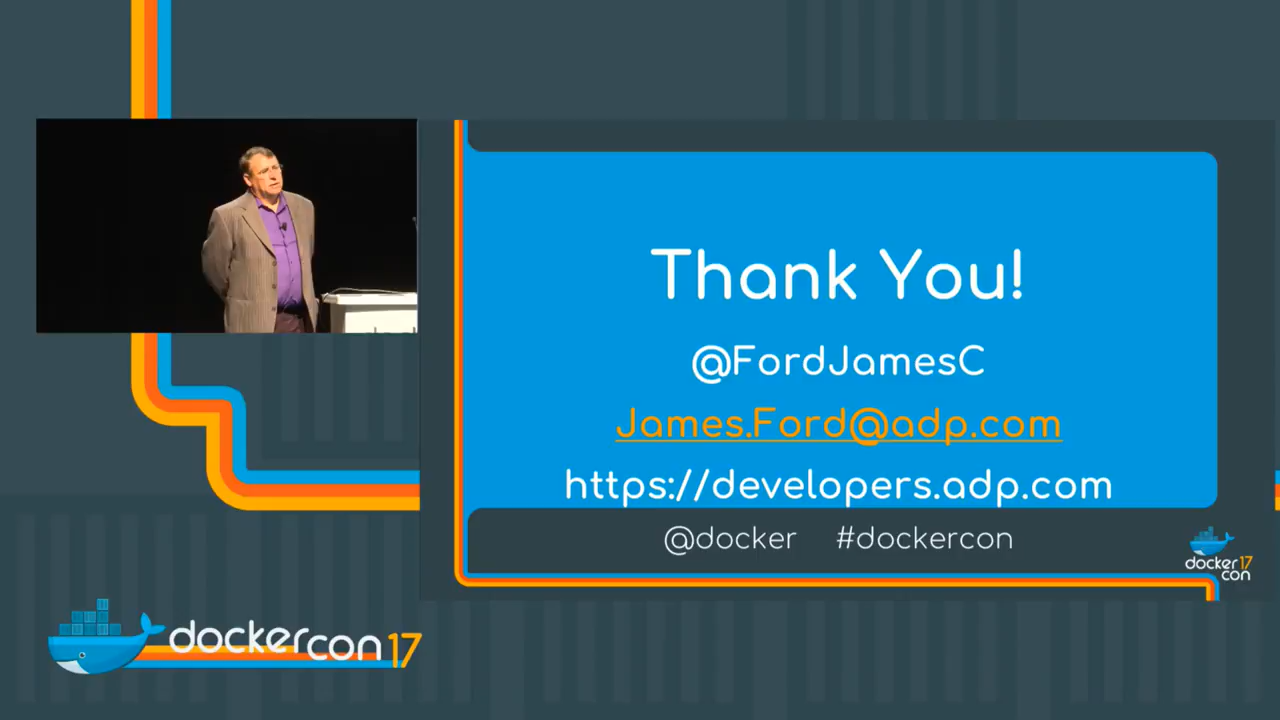 Thank You!
@FordJamesC
James.Ford@adp.com
https://developers.adp.com
@docker #dockercon
docker 17
con
dockercon 17